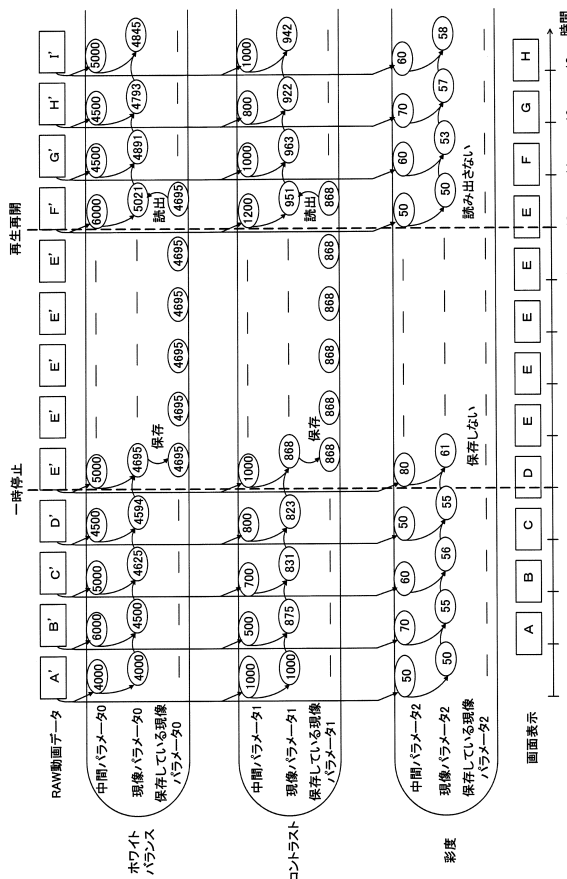 一時停止
再生再開
RAW動画データ
A' B' C' D' E' E' E' E' E' F' G' H' I'
ホワイト
バランス
中間パラメータ0
4000 6000 5000 4500 5000 — — — — 6000 4500 4500 5000
現像パラメータ0
4000 4500 4625 4594 4695 — — — — 5021 4891 4793 4845
保存
読出
保存している現像
パラメータ0
— — — — 4695 4695 4695 4695 4695 4695 — — —
コントラスト
中間パラメータ1
1000 500 700 800 1000 — — — — 1200 1000 800 1000
現像パラメータ1
1000 875 831 823 868 — — — — 951 963 922 942
保存
読出
保存している現像
パラメータ1
— — — — 868 868 868 868 868 868 — — —
彩度
中間パラメータ2
50 70 60 50 80 — — — — 50 60 70 60
現像パラメータ2
50 55 56 55 61 — — — — 50 53 57 58
保存しない
読み出さない
保存している現像
パラメータ2
画面表示
A B C D E E E E E F G H
時間